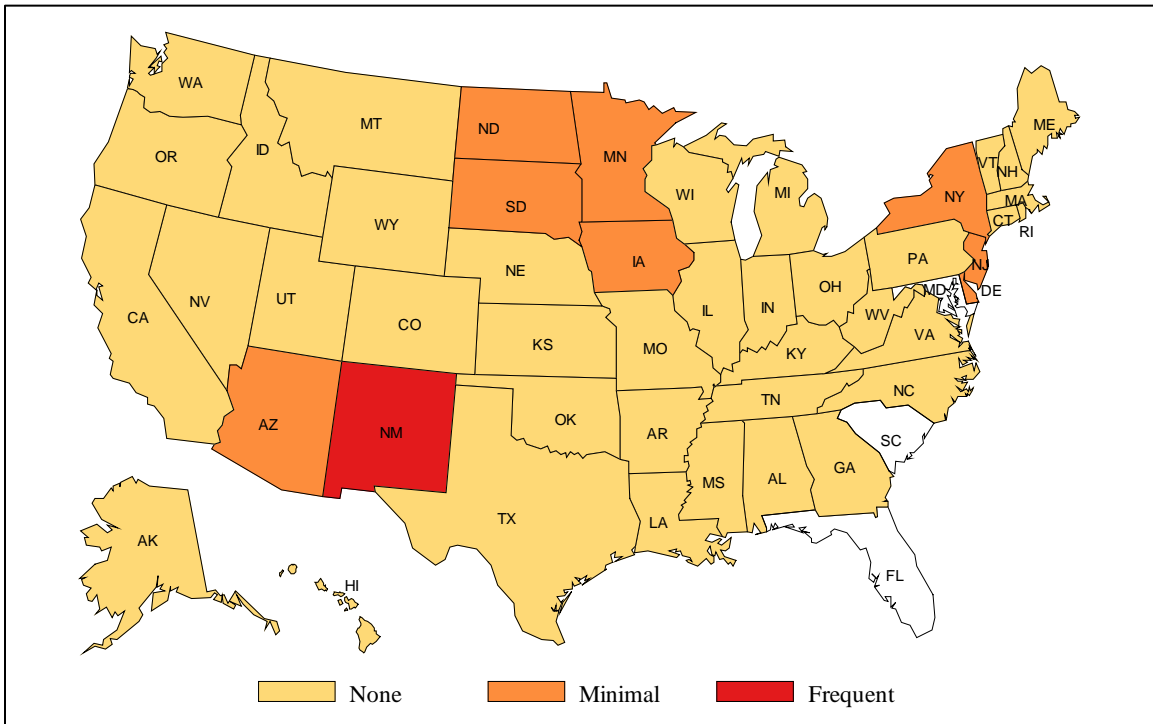 WA
MT
ND
MN
ME
OR
ID
WI
MI
VT
NH
NY
MA
CT
RI
SD
WY
IA
NE
PA
NJ
MD
DE
NV
UT
CO
IL
IN
OH
WV
VA
CA
KS
MO
KY
AZ
NM
OK
AR
TN
NC
SC
MS
AL
GA
TX
LA
AK
HI
FL
None Minimal Frequent